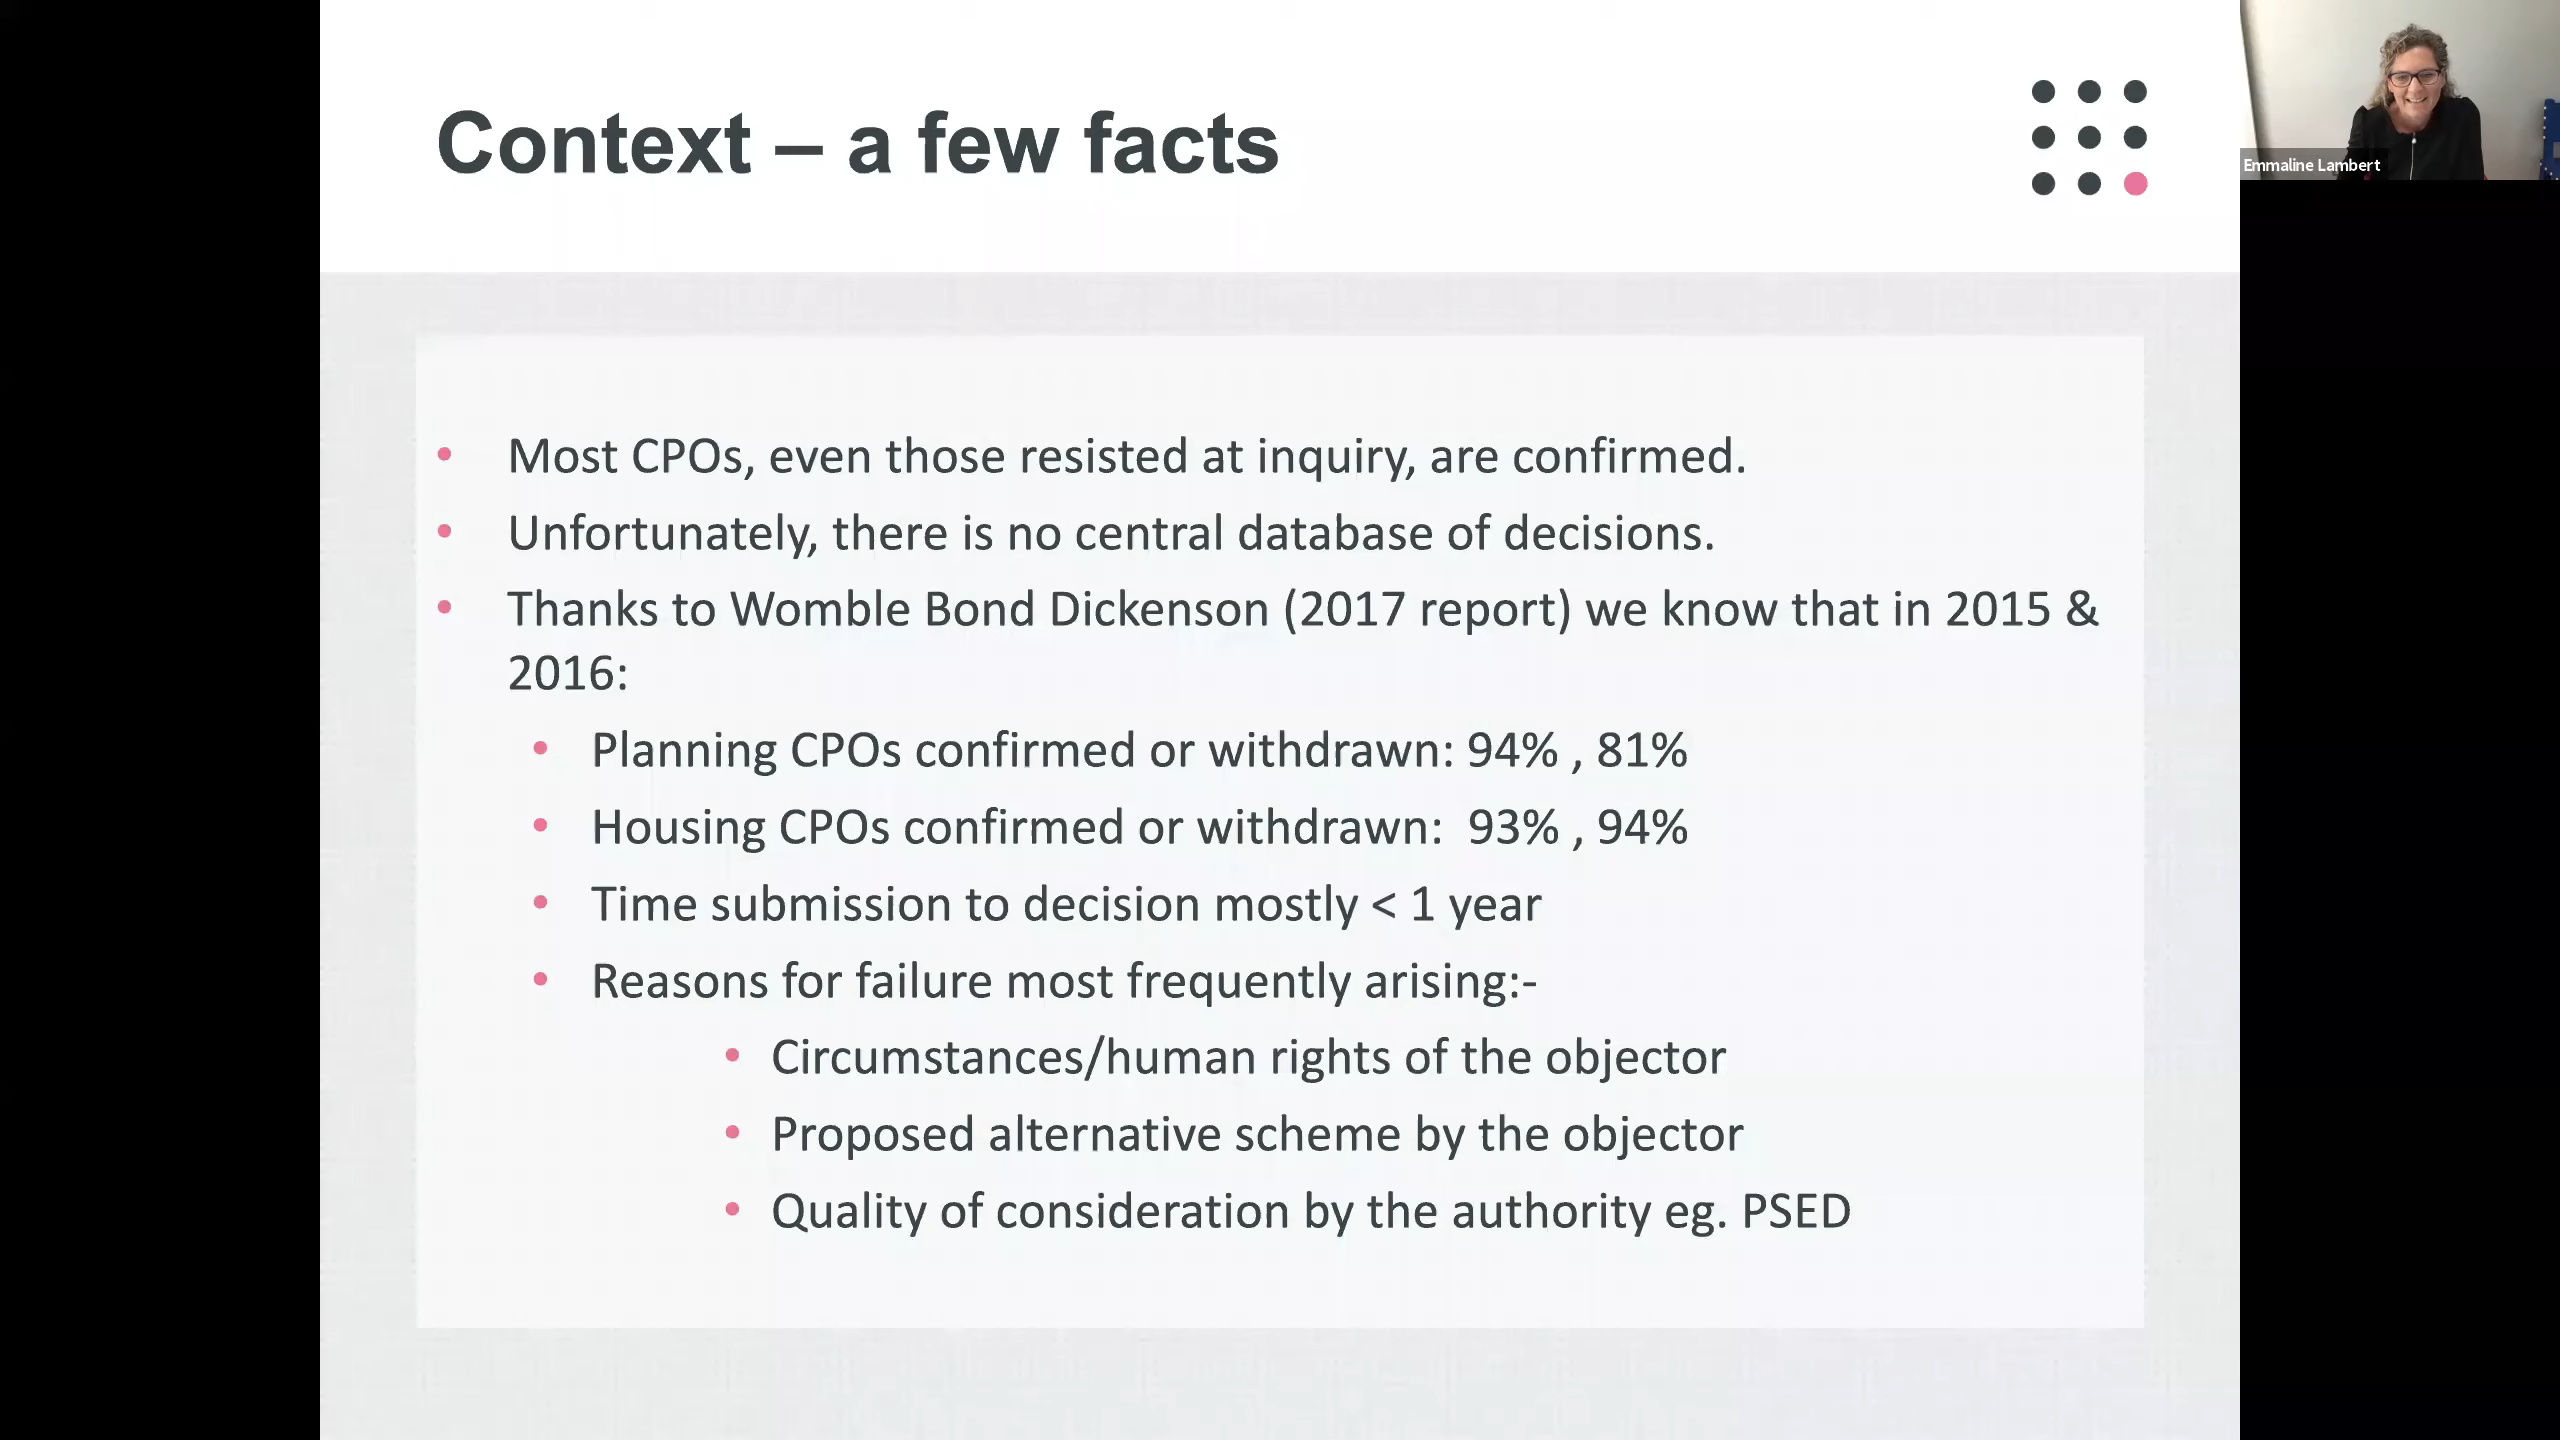 Context – a few facts
Emmaline Lambert
• Most CPOs, even those resisted at inquiry, are confirmed.
• Unfortunately, there is no central database of decisions.
• Thanks to Womble Bond Dickenson (2017 report) we know that in 2015 &
2016:
• Planning CPOs confirmed or withdrawn: 94% , 81%
• Housing CPOs confirmed or withdrawn:  93% , 94%
• Time submission to decision mostly < 1 year
• Reasons for failure most frequently arising:-
• Circumstances/human rights of the objector
• Proposed alternative scheme by the objector
• Quality of consideration by the authority eg. PSED